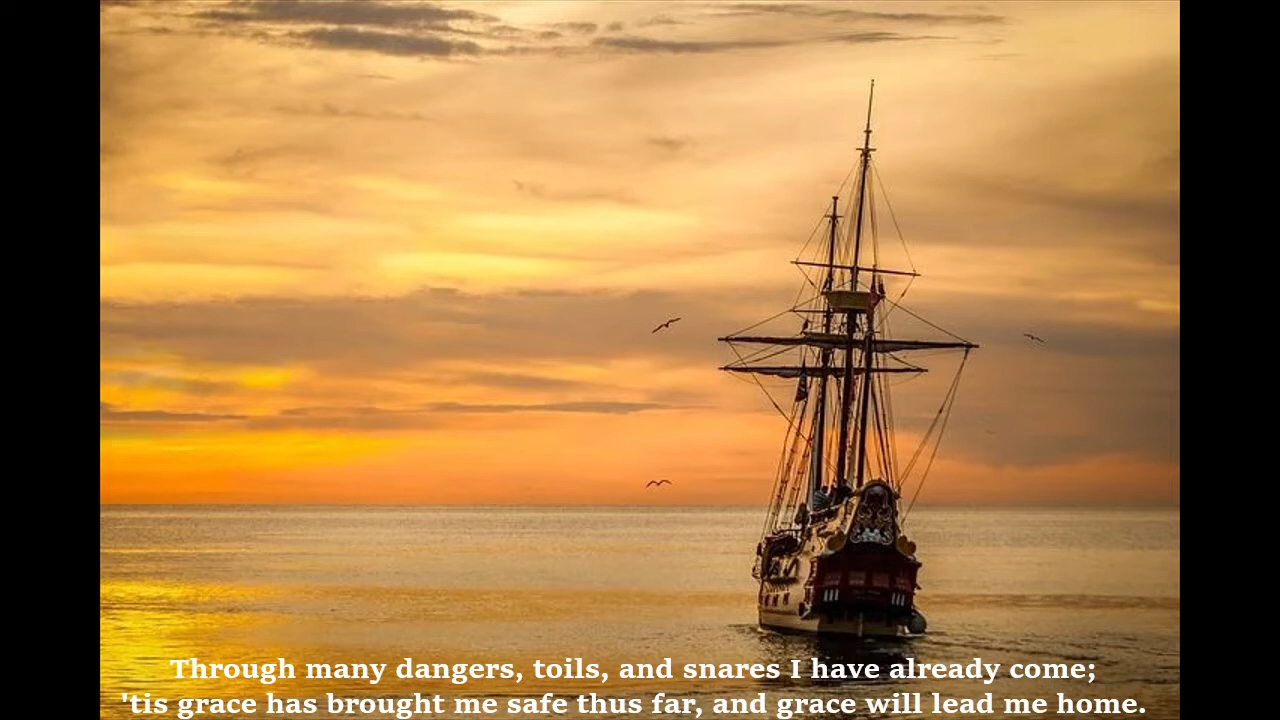 Through many dangers, toils, and snares I have already come;
'tis grace has brought me safe thus far, and grace will lead me home.